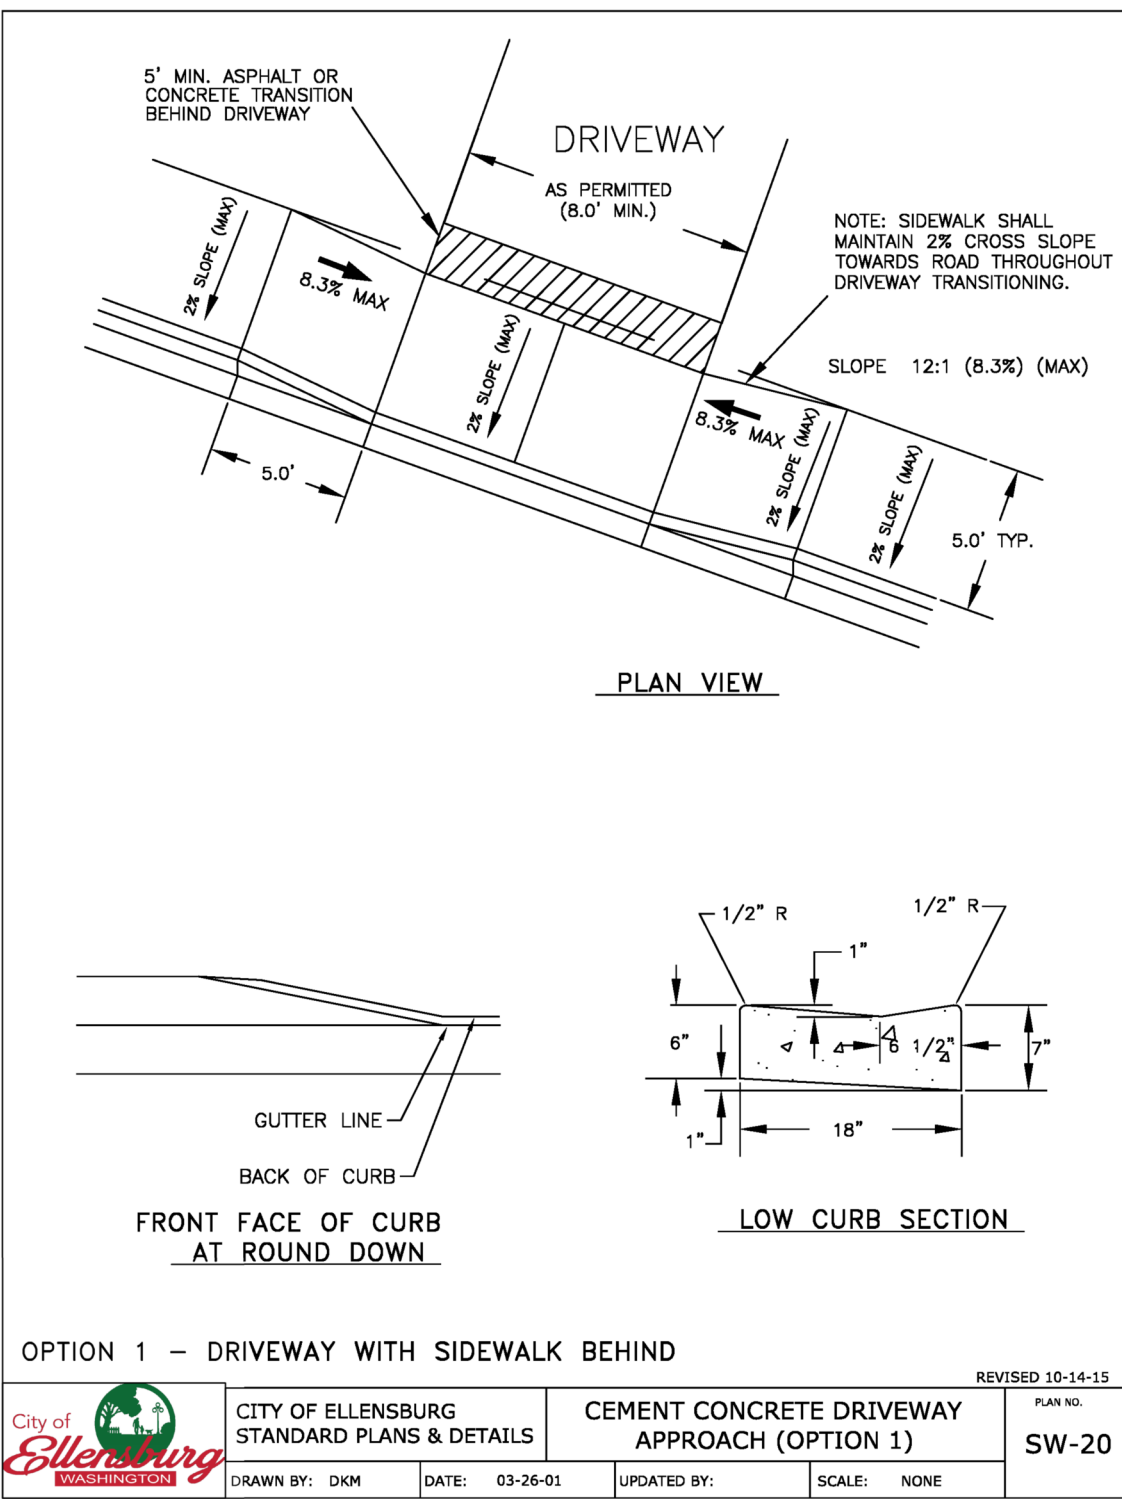 5' MIN. ASPHALT OR
CONCRETE TRANSITION
BEHIND DRIVEWAY
DRIVEWAY
AS PERMITTED
(8.0' MIN.)
NOTE: SIDEWALK SHALL
MAINTAIN 2% CROSS SLOPE
TOWARDS ROAD THROUGHOUT
DRIVEWAY TRANSITIONING.
SLOPE 12:1 (8.3%) (MAX)
2% SLOPE (MAX)
8.3% MAX
2% SLOPE (MAX)
8.3% MAX
2% SLOPE (MAX)
2% SLOPE (MAX)
5.0'
5.0' TYP.
PLAN VIEW
GUTTER LINE
BACK OF CURB
FRONT FACE OF CURB
AT ROUND DOWN
1/2" R
1/2" R
1"
6"
6 1/2"
7"
1"
18"
LOW CURB SECTION
OPTION 1 – DRIVEWAY WITH SIDEWALK BEHIND
REVISED 10-14-15
City of
Ellensburg
WASHINGTON
CITY OF ELLENSBURG
STANDARD PLANS & DETAILS
CEMENT CONCRETE DRIVEWAY
APPROACH (OPTION 1)
PLAN NO.
SW-20
DRAWN BY: DKM
DATE: 03-26-01
UPDATED BY:
SCALE: NONE